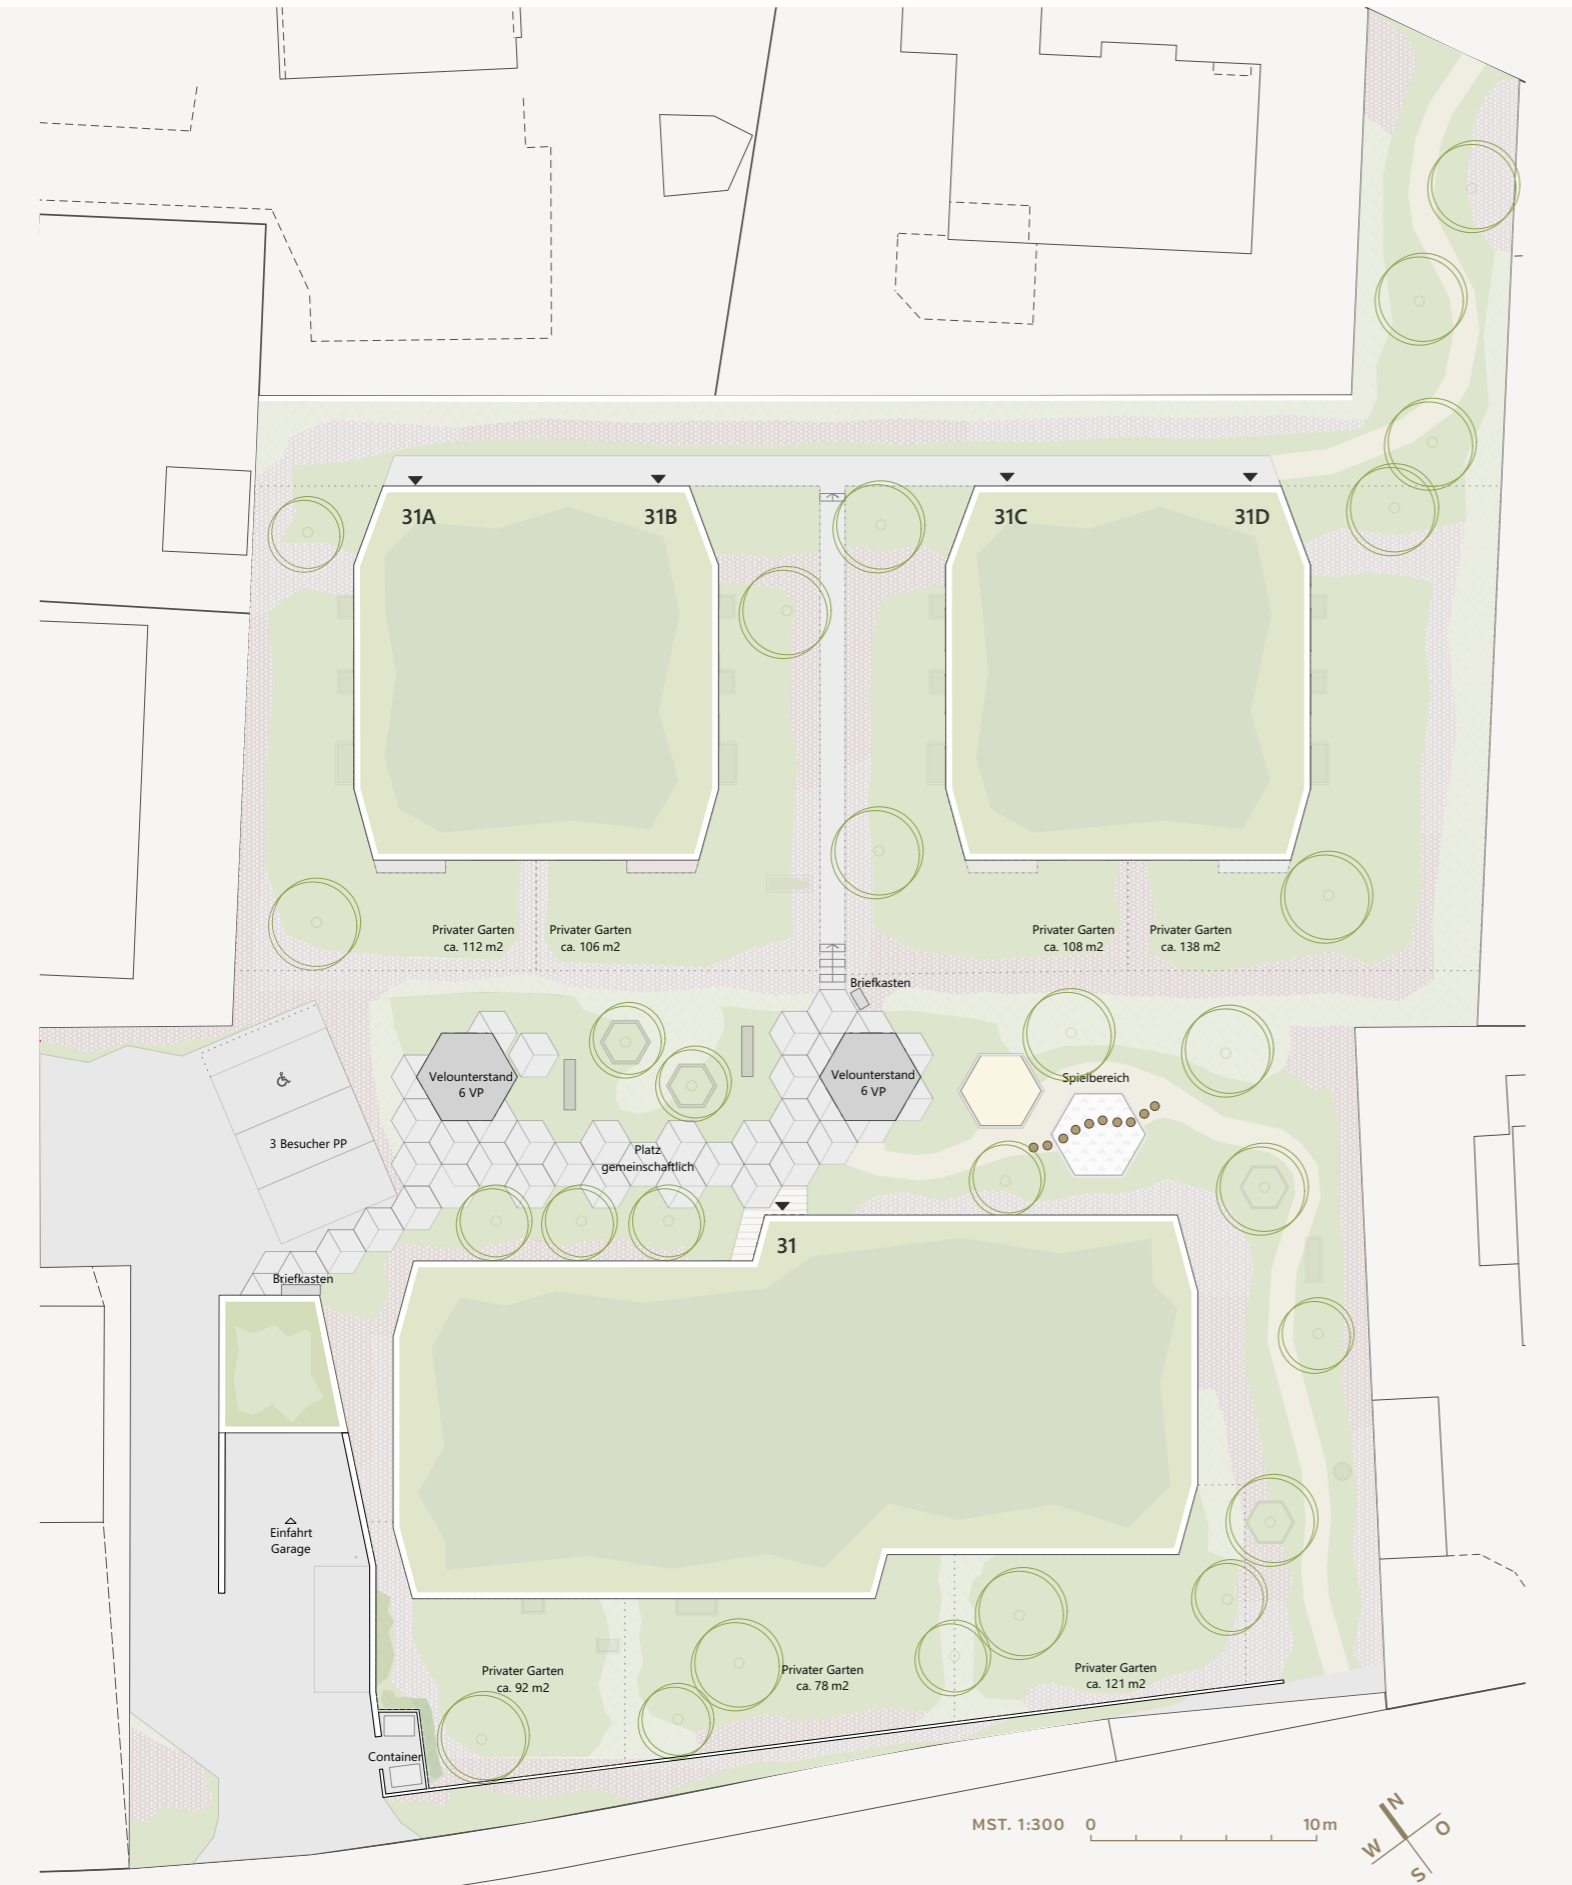 31A
31B
31C
31D
Privater Garten
ca. 112 m2
Privater Garten
ca. 106 m2
Privater Garten
ca. 108 m2
Privater Garten
ca. 138 m2
Briefkasten
Velounterstand
6 VP
Velounterstand
6 VP
Spielbereich
3 Besucher PP
Platz
gemeinschaftlich
31
Briefkasten
Einfahrt
Garage
Privater Garten
ca. 92 m2
Privater Garten
ca. 78 m2
Privater Garten
ca. 121 m2
Container
MST. 1:300 0 10m
N
O
W
S